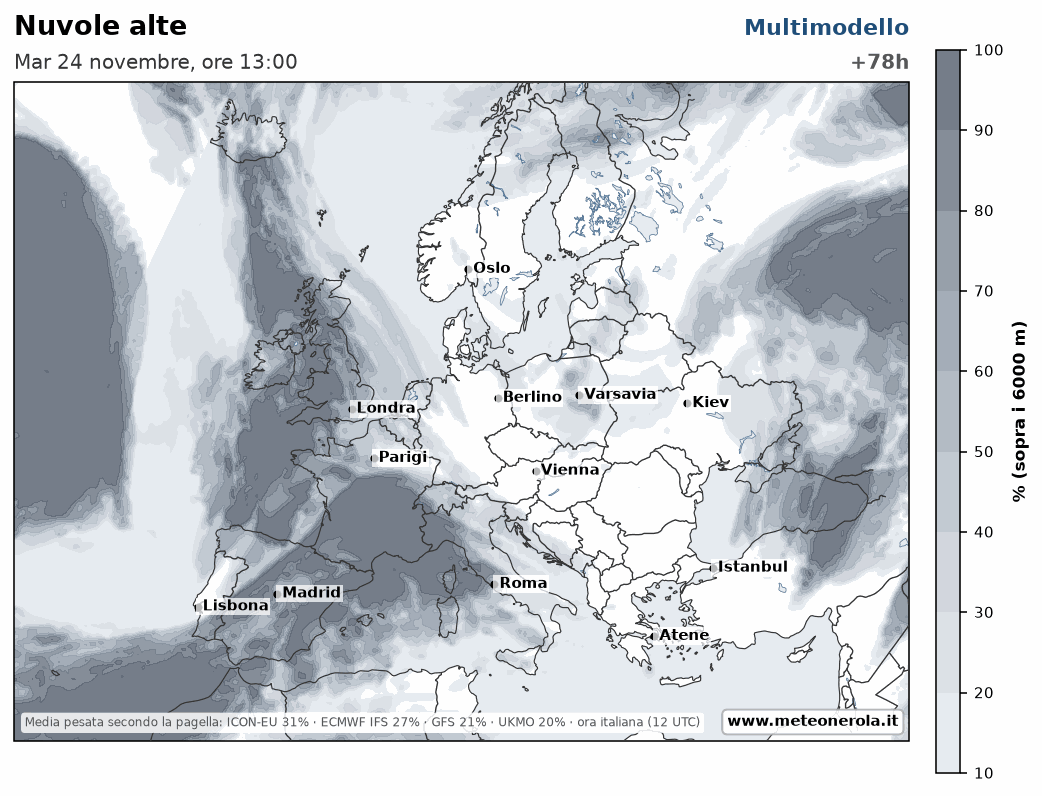 Nuvole alte
Multimodello
Mar 24 novembre, ore 13:00
+78h
100
90
80
70
60
50
40
30
20
10
% (sopra i 6000 m)
Oslo
Berlino
Varsavia
Kiev
Londra
Parigi
Vienna
Istanbul
Roma
Madrid
Lisbona
Atene
Media pesata secondo la pagella: ICON-EU 31% · ECMWF IFS 27% · GFS 21% · UKMO 20% · ora italiana (12 UTC)
www.meteonerola.it